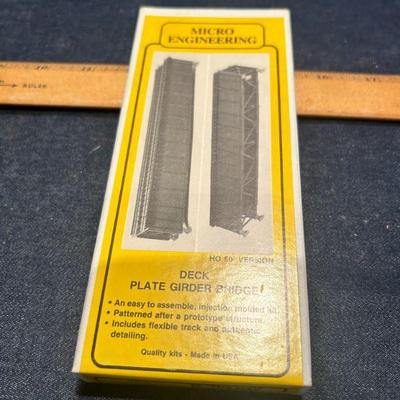 MICRO
ENGINEERING
HO 50' VERSION
DECK
PLATE GIRDER BRIDGE
• An easy to assemble, injection molded kit.
• Patterned after a prototype structure.
• Includes flexible track and authentic
detailing.
Quality kits - Made in USA
RULER